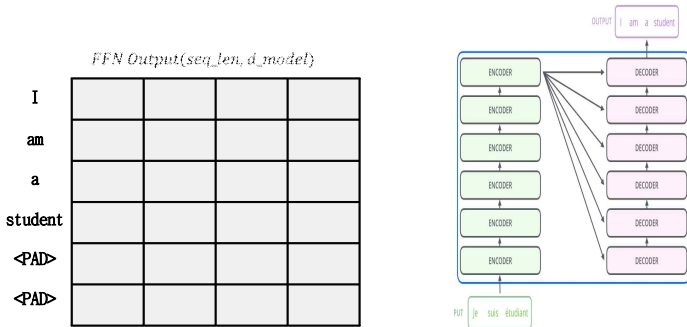 FFN Output(seq_len, d_model)
I
am
a
student
<PAD>
<PAD>
OUTPUT I am a student
ENCODER DECODER
ENCODER DECODER
ENCODER DECODER
ENCODER DECODER
ENCODER DECODER
ENCODER DECODER
PUT Je suis étudiant